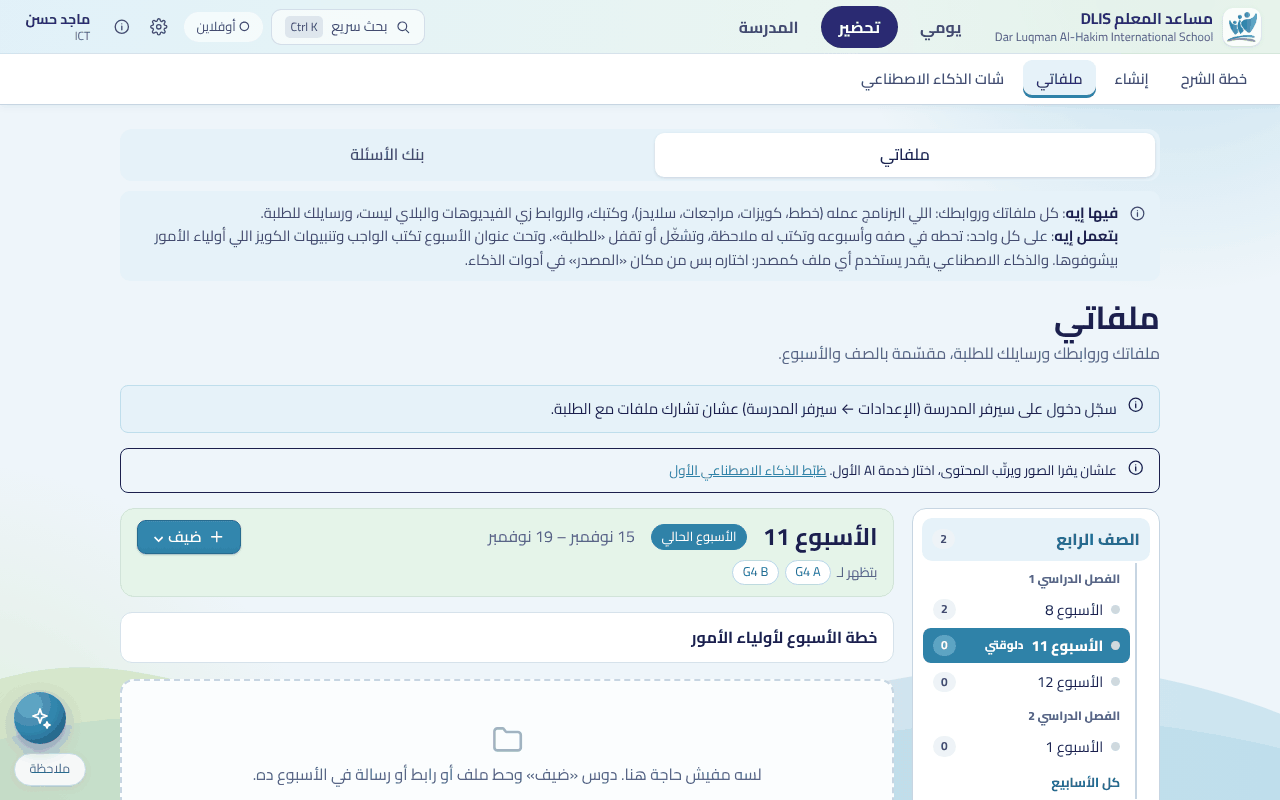 مساعد المعلم DLIS
Dar Luqman Al-Hakim International School
يومي
تحضير
المدرسة
بحث سريع Ctrl K
أوفلاين
ماجد حسن
ICT
خطة الشرح
إنشاء
ملفاتي
شات الذكاء الاصطناعي
ملفاتي
بنك الأسئلة
فيها إيه: كل ملفاتك وروابطك: اللي البرنامج عمله (خطط، كويزات، مراجعات، سلايدز)، وكتبك، والروابط زي الفيديوهات والبلاي ليست، ورسايلك للطلبة.
بتعمل إيه: على كل واحد: تحطه في صفه وأسبوعه وتكتب له ملاحظة، وتشغّل أو تقفل «للطلبة». وتحت عنوان الأسبوع تكتب الواجب وتنبيهات الكويز اللي أولياء الأمور
بيشوفوها. والذكاء الاصطناعي يقدر يستخدم أي ملف كمصدر: اختاره بس من مكان «المصدر» في أدوات الذكاء.
ملفاتي
ملفاتك وروابطك ورسايلك للطلبة، مقسّمة بالصف والأسبوع.
سجّل دخول على سيرفر المدرسة (الإعدادات ← سيرفر المدرسة) عشان تشارك ملفات مع الطلبة.
علشان يقرا الصور ويرتّب المحتوى، اختار خدمة AI الأول. ظبّط الذكاء الاصطناعي الأول
الصف الرابع 2
الفصل الدراسي 1
الأسبوع 8 2
الأسبوع 11 دلوقتي 0
الأسبوع 12 0
الفصل الدراسي 2
الأسبوع 1 0
كل الأسابيع
الأسبوع 11 الأسبوع الحالي 15 نوفمبر – 19 نوفمبر
ضيف
بتظهر لـ G4 A G4 B
خطة الأسبوع لأولياء الأمور
لسه مفيش حاجة هنا. دوس «ضيف» وحط ملف أو رابط أو رسالة في الأسبوع ده.
ملاحظة